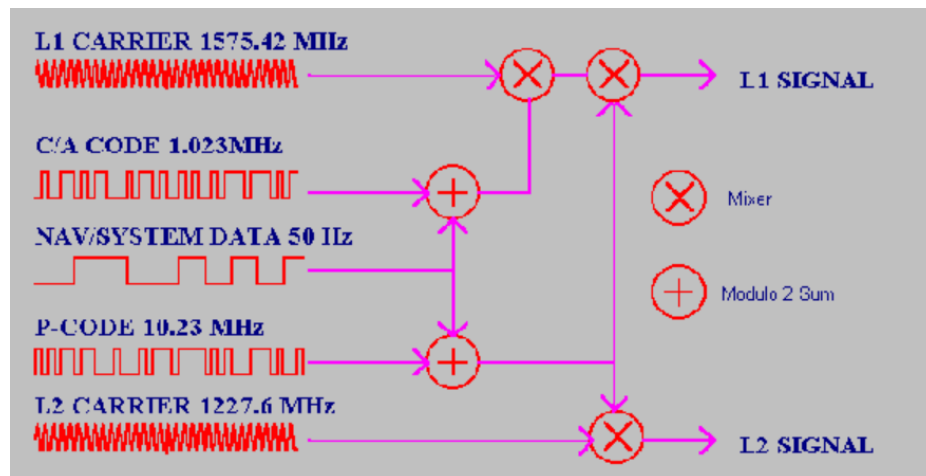 L1 CARRIER 1575.42 MHz
L1 SIGNAL
C/A CODE 1.023MHz
Mixer
NAV/SYSTEM DATA 50 Hz
Modulo 2 Sum
P-CODE 10.23 MHz
L2 CARRIER 1227.6 MHz
L2 SIGNAL